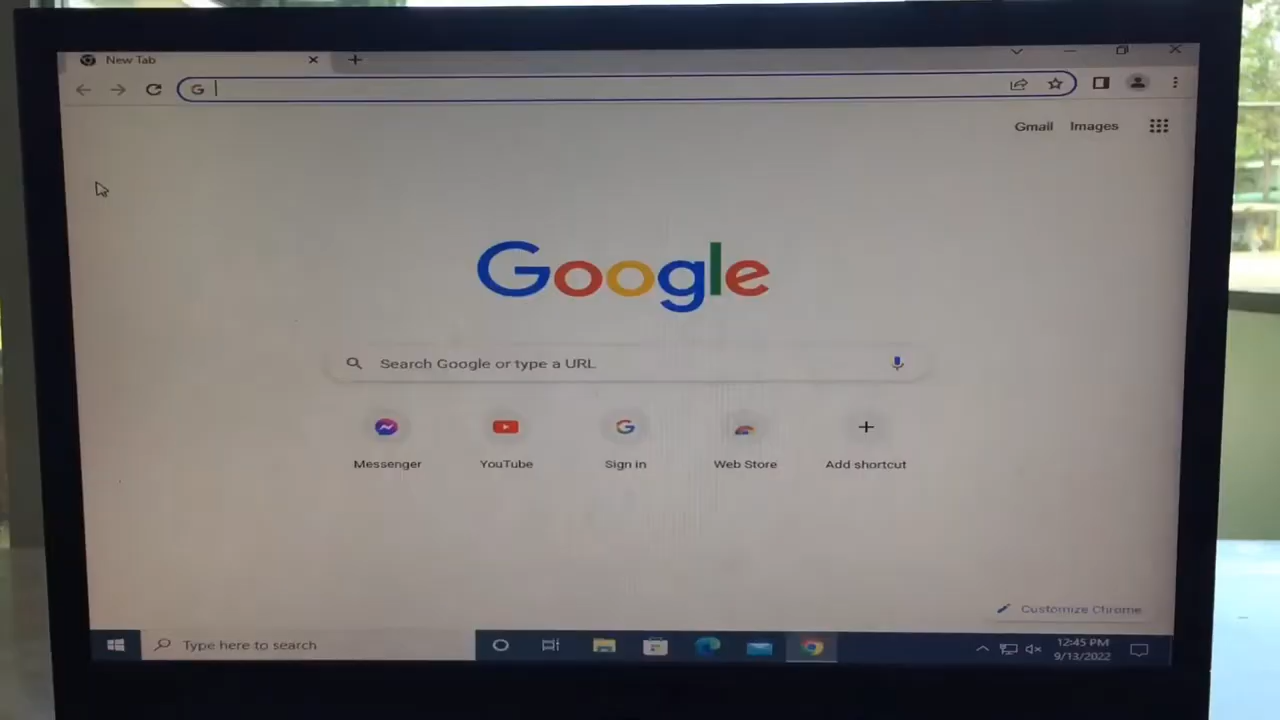 New Tab
G
Gmail Images
Google
Search Google or type a URL
Messenger YouTube Sign in Web Store Add shortcut
Customize Chrome
Type here to search
12:45 PM
9/13/2022